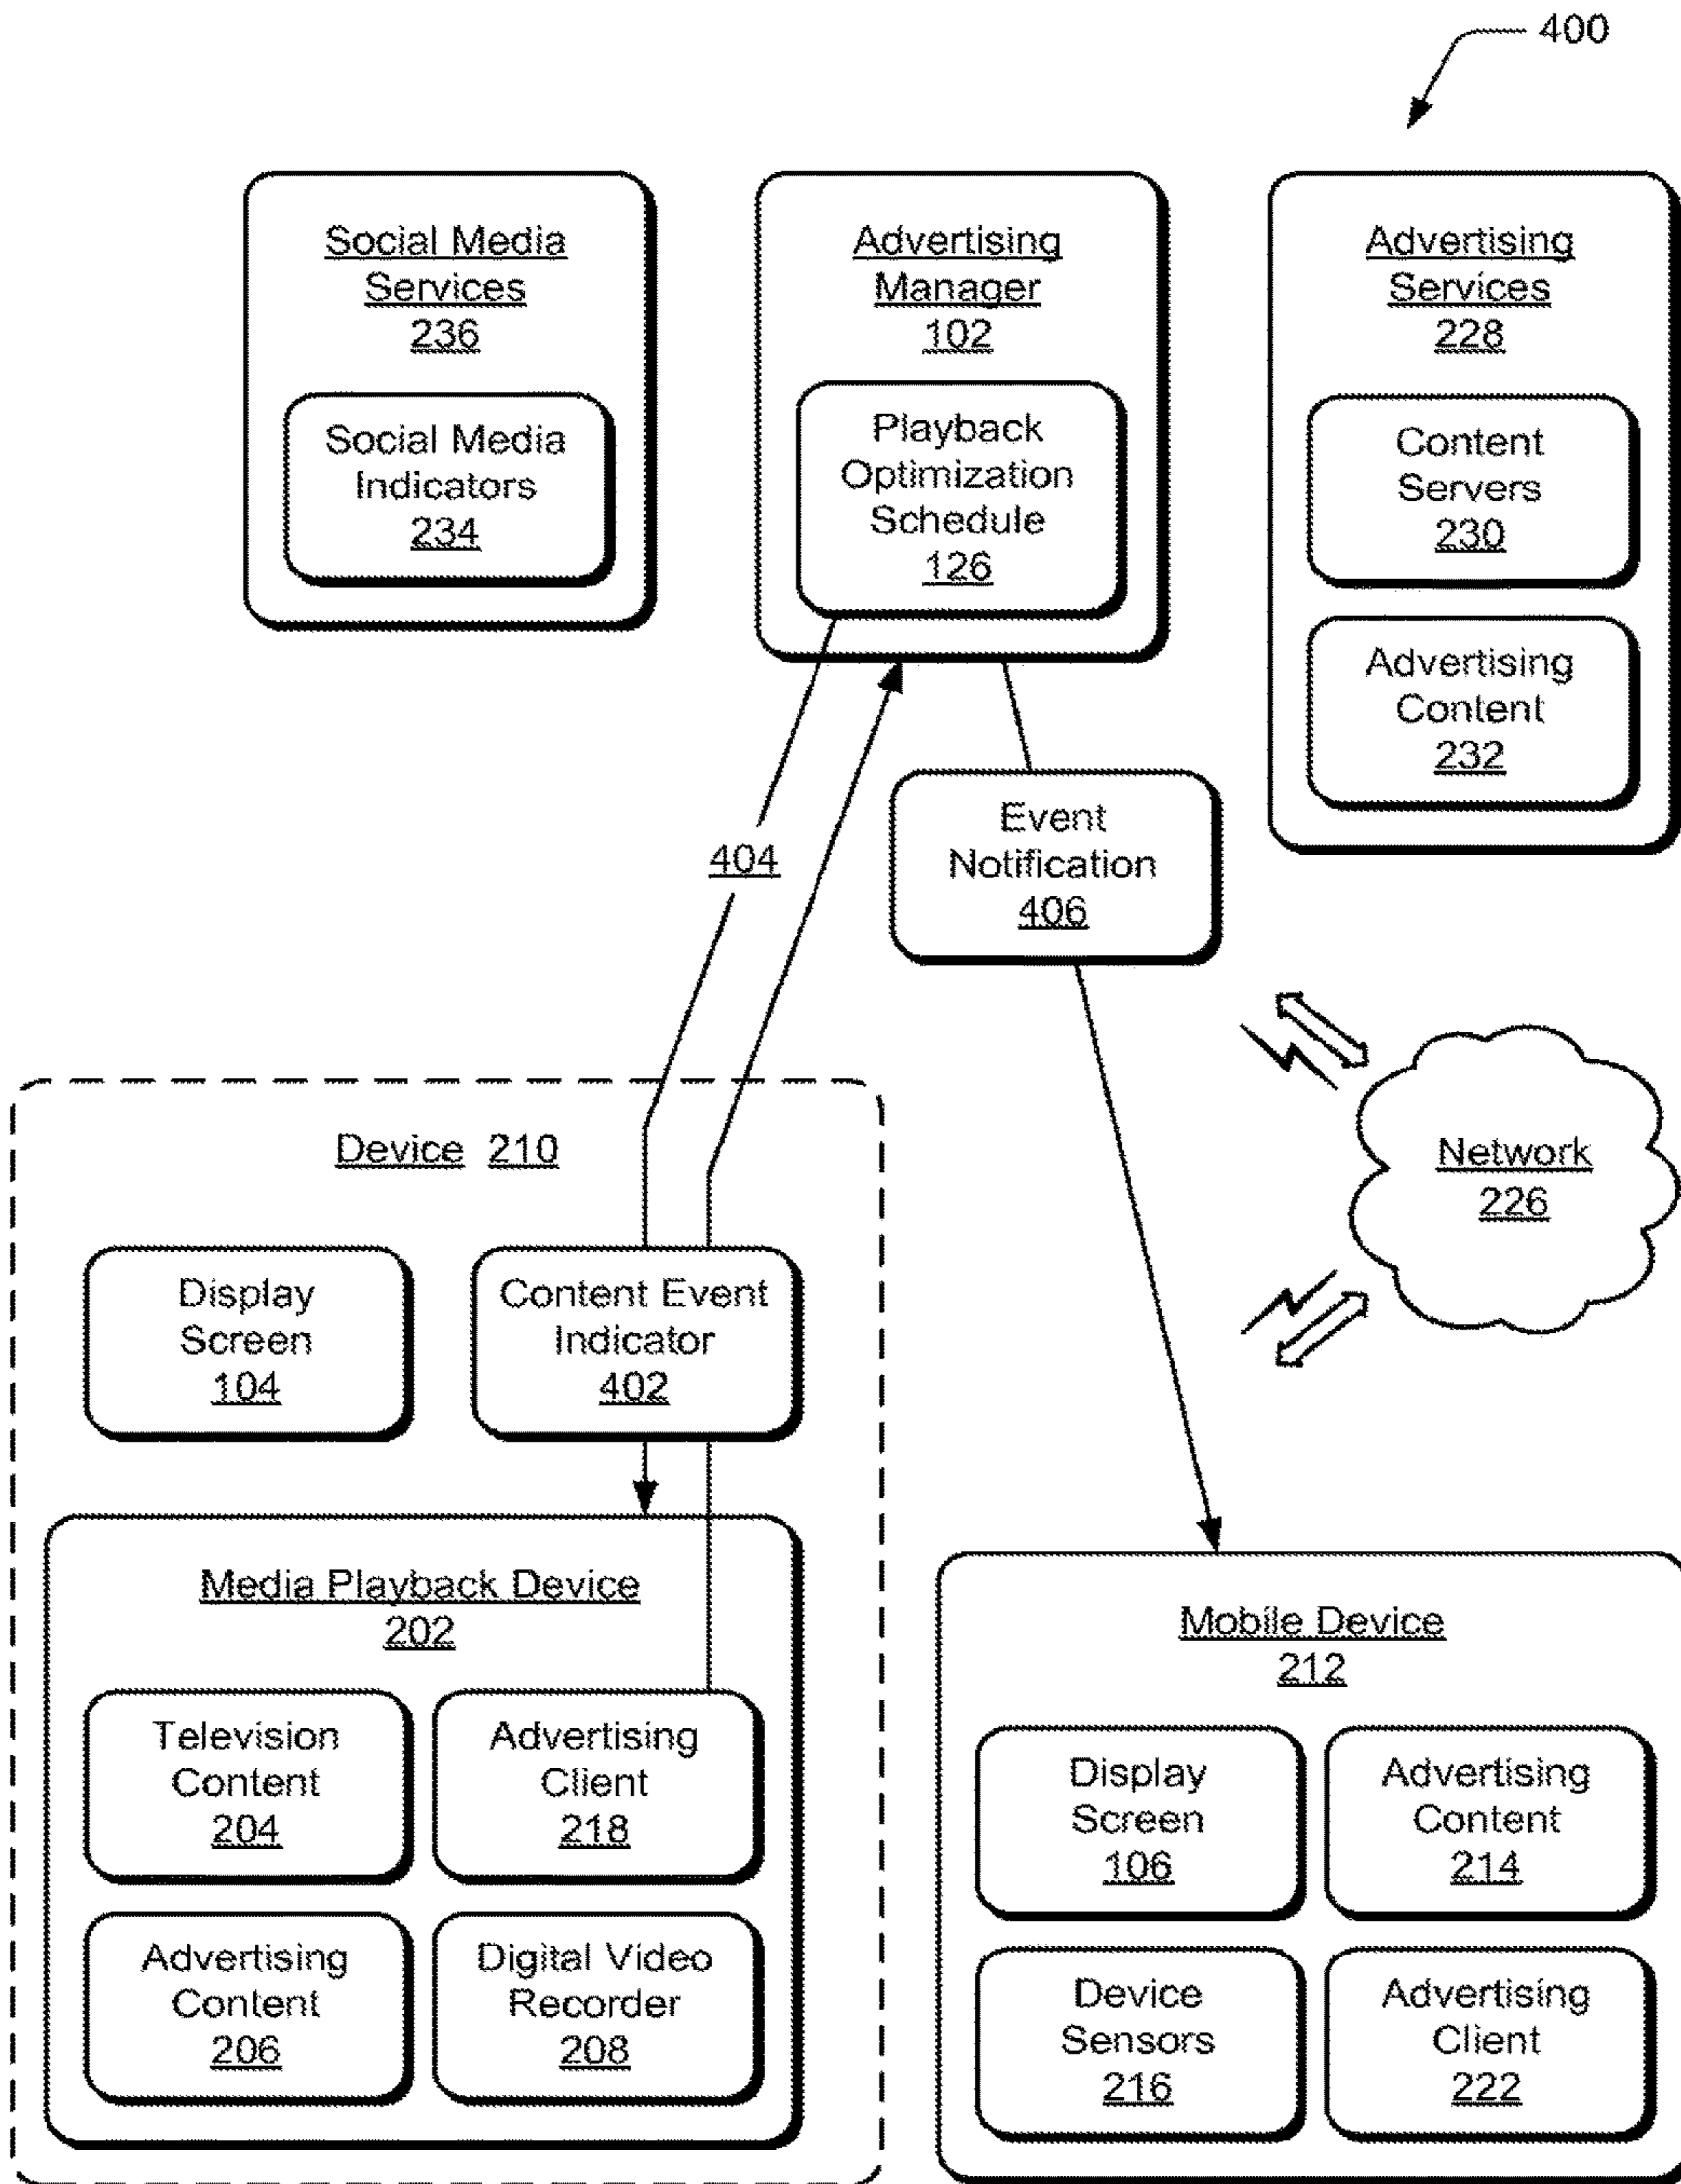 400
Social Media
Services
236
Social Media
Indicators
234
Advertising
Manager
102
Playback
Optimization
Schedule
126
Advertising
Services
228
Content
Servers
230
Advertising
Content
232
404
Event
Notification
406
Network
226
Device 210
Display
Screen
104
Content Event
Indicator
402
Media Playback Device
202
Television
Content
204
Advertising
Client
218
Advertising
Content
206
Digital Video
Recorder
208
Mobile Device
212
Display
Screen
106
Advertising
Content
214
Device
Sensors
216
Advertising
Client
222